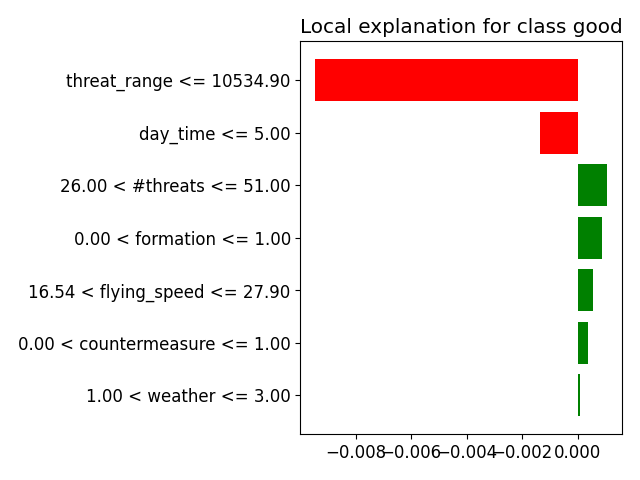 Local explanation for class good
threat_range <= 10534.90
day_time <= 5.00
26.00 < #threats <= 51.00
0.00 < formation <= 1.00
16.54 < flying_speed <= 27.90
0.00 < countermeasure <= 1.00
1.00 < weather <= 3.00
−0.008 −0.006 −0.004 −0.002 0.000